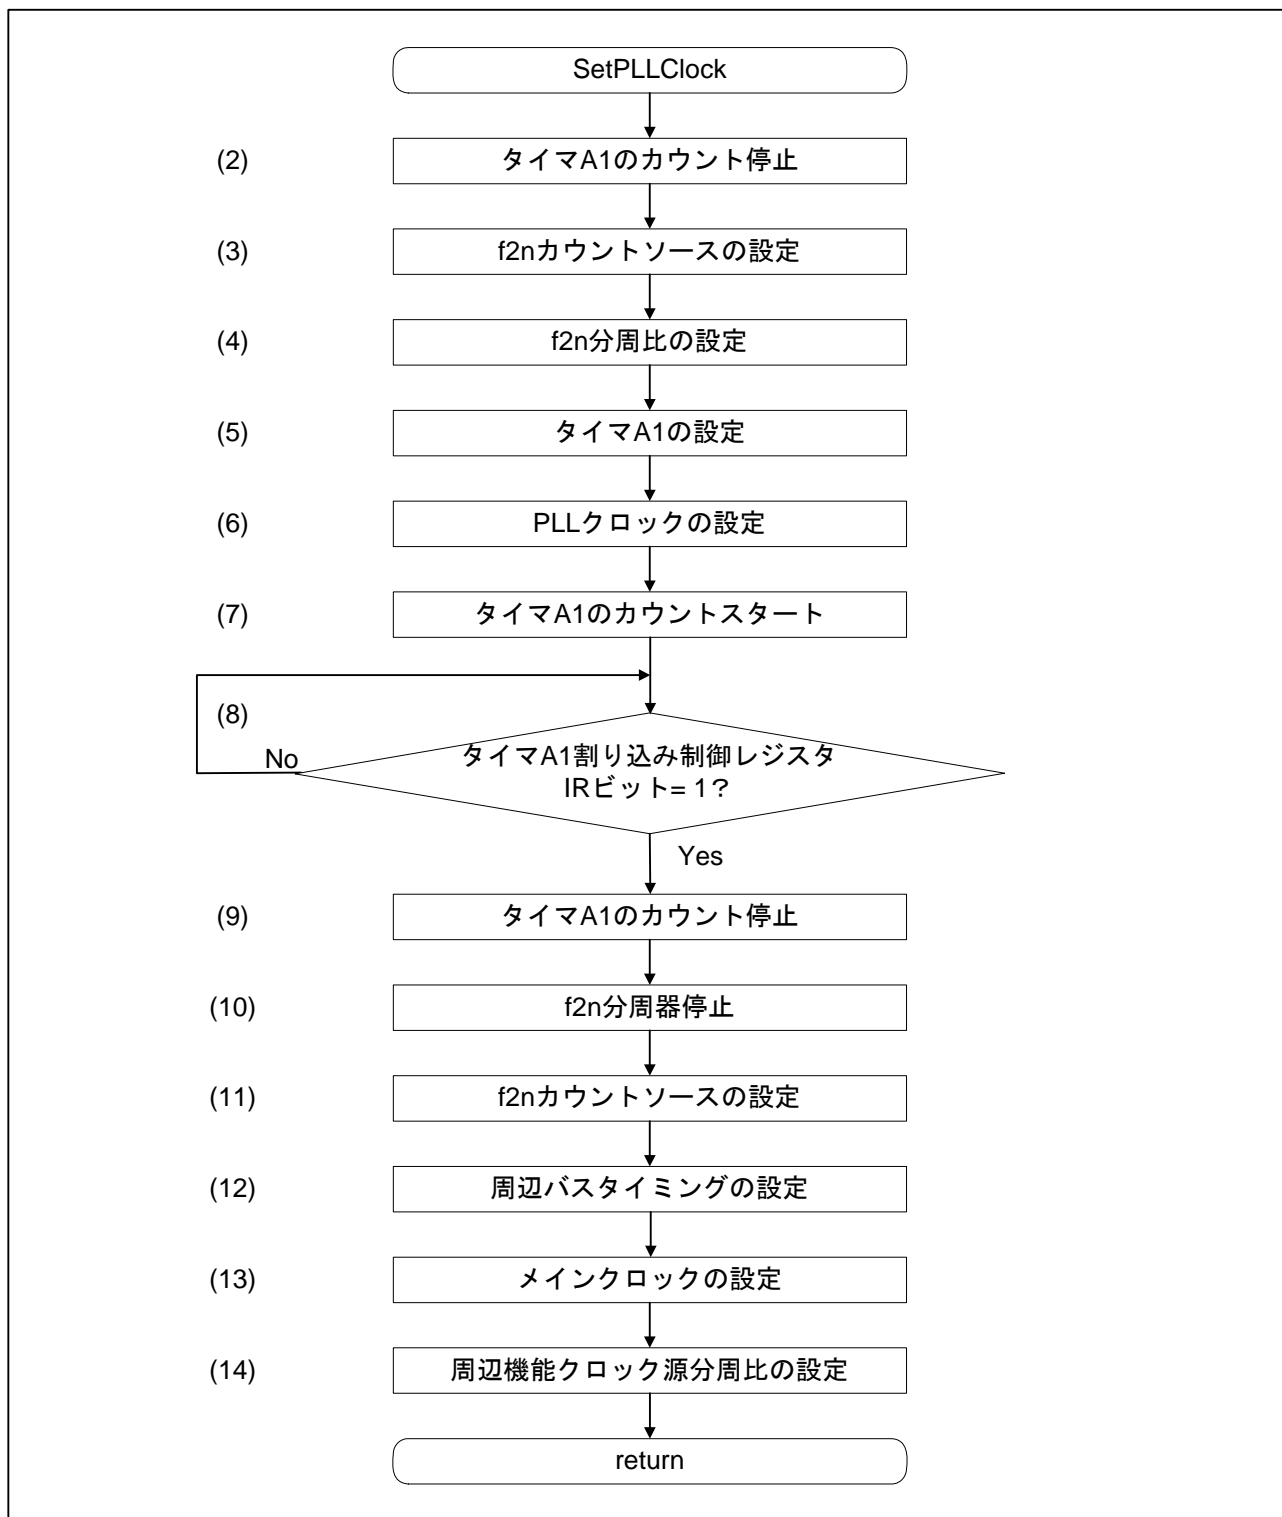 SetPLLClock
(2)
タイマA1のカウント停止
(3)
f2nカウントソースの設定
(4)
f2n分周比の設定
(5)
タイマA1の設定
(6)
PLLクロックの設定
(7)
タイマA1のカウントスタート
(8)
No
タイマA1割り込み制御レジスタ
IRビット= 1？
Yes
(9)
タイマA1のカウント停止
(10)
f2n分周器停止
(11)
f2nカウントソースの設定
(12)
周辺バスタイミングの設定
(13)
メインクロックの設定
(14)
周辺機能クロック源分周比の設定
return